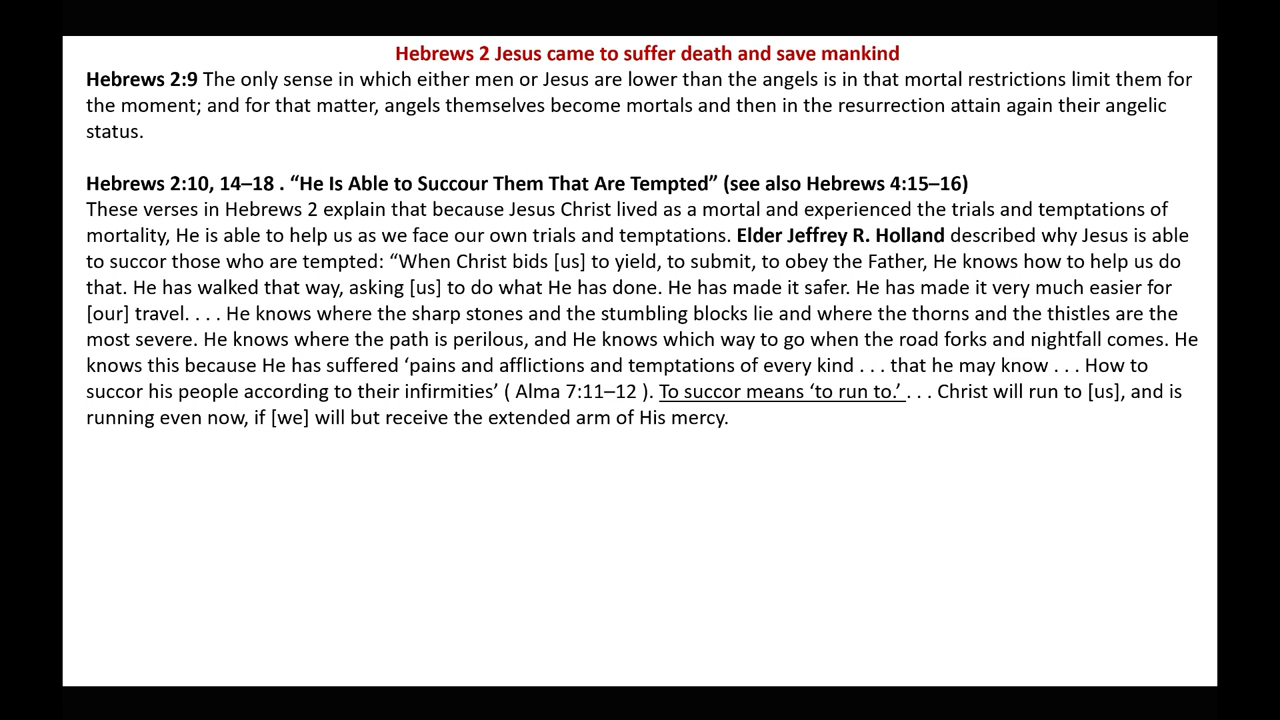 Hebrews 2 Jesus came to suffer death and save mankind
Hebrews 2:9 The only sense in which either men or Jesus are lower than the angels is in that mortal restrictions limit them for
the moment; and for that matter, angels themselves become mortals and then in the resurrection attain again their angelic
status.
Hebrews 2:10, 14–18 . “He Is Able to Succour Them That Are Tempted” (see also Hebrews 4:15–16)
These verses in Hebrews 2 explain that because Jesus Christ lived as a mortal and experienced the trials and temptations of
mortality, He is able to help us as we face our own trials and temptations. Elder Jeffrey R. Holland described why Jesus is able
to succor those who are tempted: “When Christ bids [us] to yield, to submit, to obey the Father, He knows how to help us do
that. He has walked that way, asking [us] to do what He has done. He has made it safer. He has made it very much easier for
[our] travel. . . . He knows where the sharp stones and the stumbling blocks lie and where the thorns and the thistles are the
most severe. He knows where the path is perilous, and He knows which way to go when the road forks and nightfall comes. He
knows this because He has suffered ‘pains and afflictions and temptations of every kind . . . that he may know . . . How to
succor his people according to their infirmities’ ( Alma 7:11–12 ). To succor means ‘to run to.’ . . . Christ will run to [us], and is
running even now, if [we] will but receive the extended arm of His mercy.